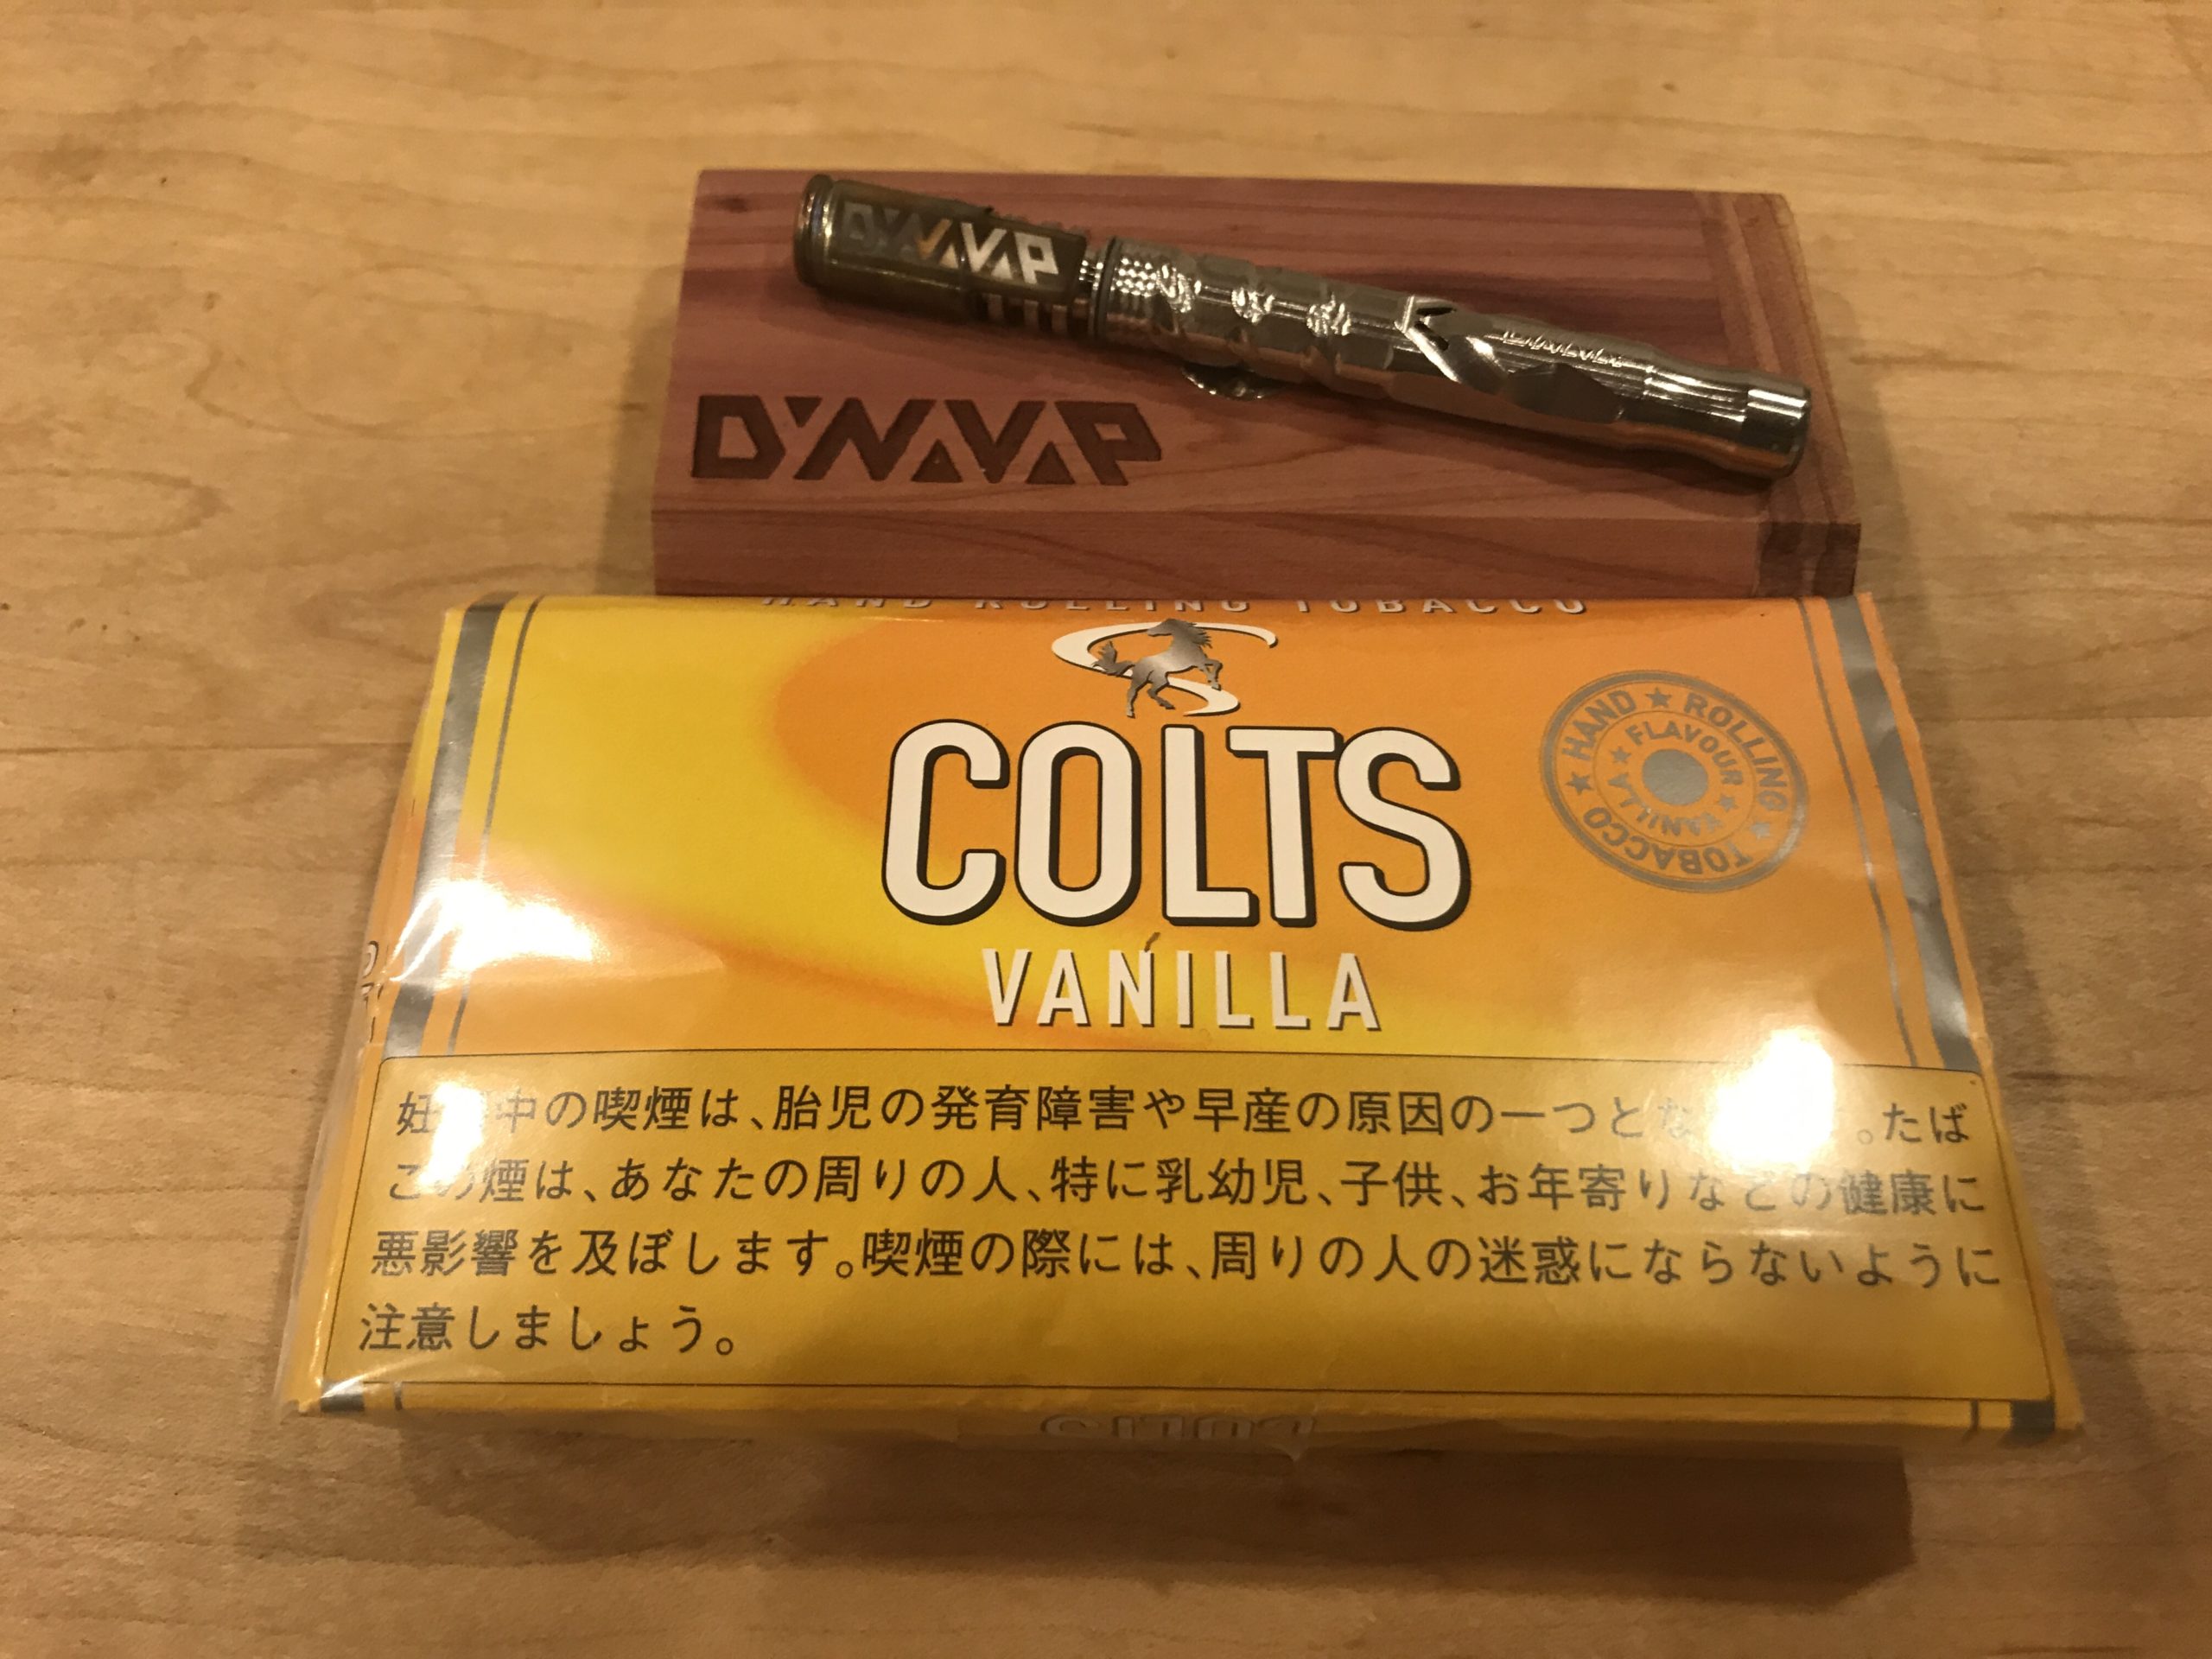 DYNAVAP
DYNAVAP
HAND ROLLING TOBACCO
COLTS
VANILLA
HAND ★ ROLLING ★ TOBACCO ★
FLAVOUR ★ VANILLA ★
中の喫煙は、胎児の発育障害や早産の原因の一つとな 。たば
この煙は、あなたの周りの人、特に乳幼児、子供、お年寄りなどの健康に
悪影響を及ぼします。喫煙の際には、周りの人の迷惑にならないように
注意しましょう。